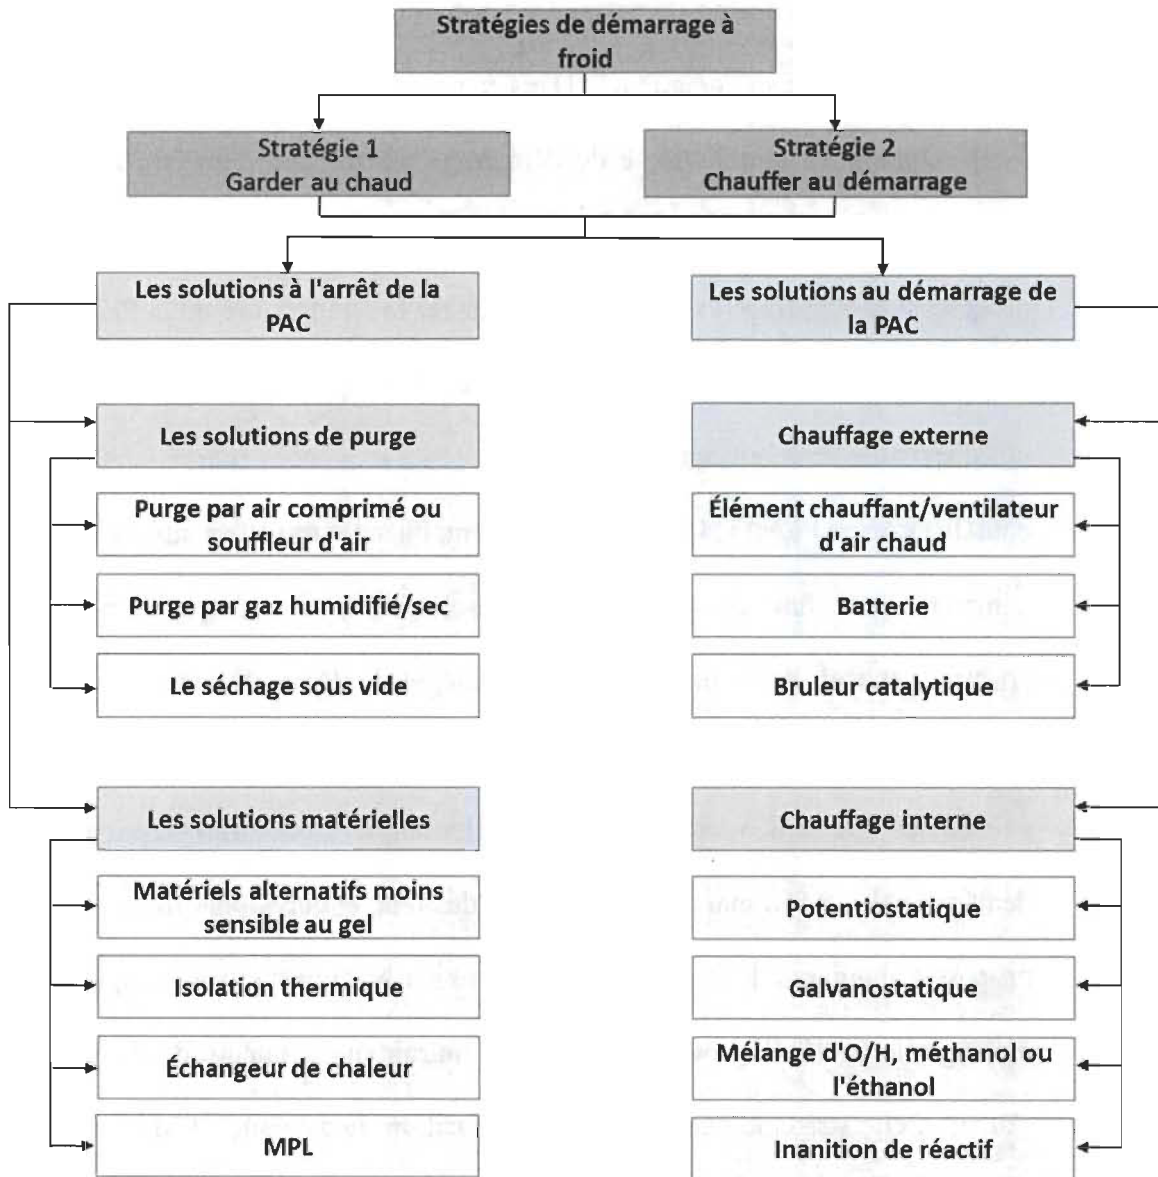 Stratégies de démarrage à
froid
Stratégie 1
Garder au chaud
Stratégie 2
Chauffer au démarrage
Les solutions à l'arrêt de la
PAC
Les solutions au démarrage de
la PAC
Les solutions de purge
Purge par air comprimé ou
souffleur d'air
Purge par gaz humidifié/sec
Le séchage sous vide
Chauffage externe
Élément chauffant/ventilateur
d'air chaud
Batterie
Bruleur catalytique
Les solutions matérielles
Matériels alternatifs moins
sensible au gel
Isolation thermique
Échangeur de chaleur
MPL
Chauffage interne
Potentiostatique
Galvanostatique
Mélange d'O/H, méthanol ou
l'éthanol
Inanition de réactif